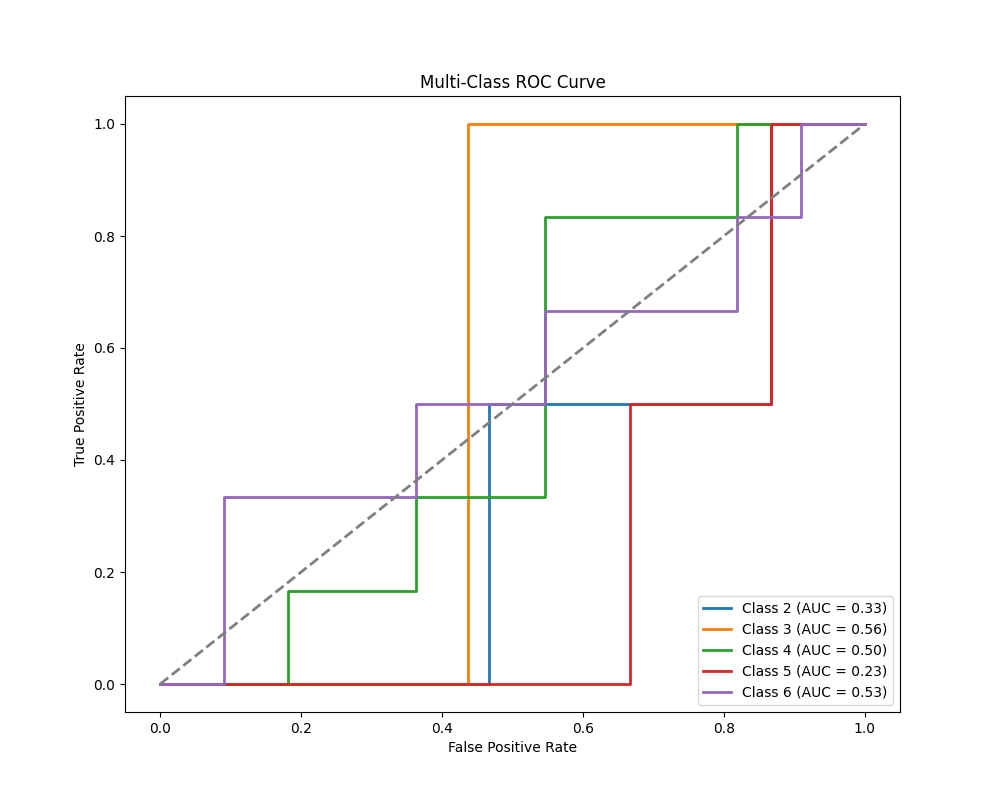 Multi-Class ROC Curve
True Positive Rate
1.0
0.8
0.6
0.4
0.2
0.0
Class 2 (AUC = 0.33)
Class 3 (AUC = 0.56)
Class 4 (AUC = 0.50)
Class 5 (AUC = 0.23)
Class 6 (AUC = 0.53)
0.0 0.2 0.4 0.6 0.8 1.0
False Positive Rate